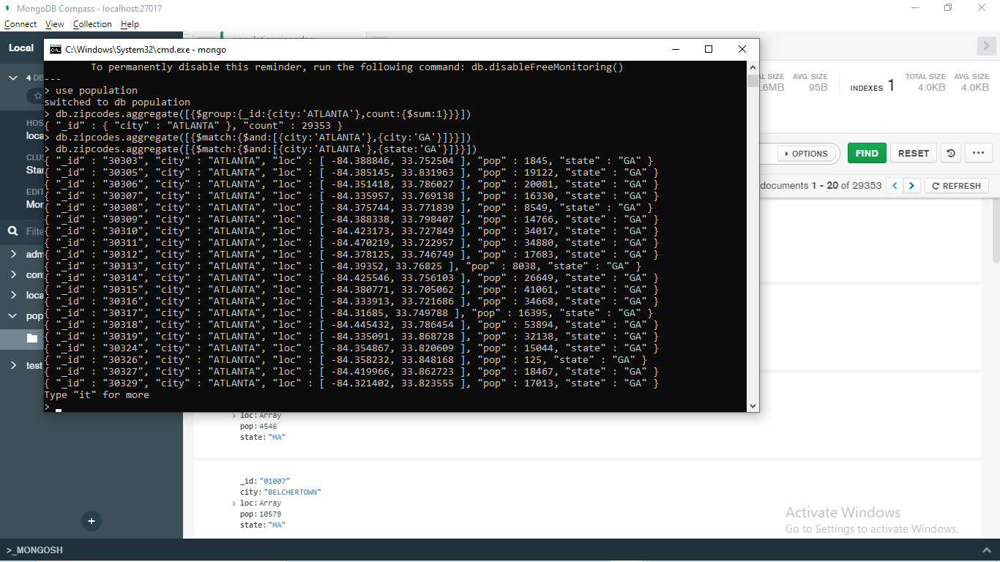 MongoDB Compass - localhost:27017
Connect View Collection Help
Local
C:\Windows\System32\cmd.exe - mongo
To permanently disable this reminder, run the following command: db.disableFreeMonitoring()
---
> use population
switched to db population
> db.zipcodes.aggregate([{$group:{_id:{city:'ATLANTA'},count:{$sum:1}}}])
{ "_id" : { "city" : "ATLANTA" }, "count" : 29353 }
> db.zipcodes.aggregate([{$match:{$and:[{city:'ATLANTA'},{city:'GA'}]}}])
> db.zipcodes.aggregate([{$match:{$and:[{city:'ATLANTA'},{state:'GA'}]}}])
{ "_id" : "30303", "city" : "ATLANTA", "loc" : [ -84.388846, 33.752504 ], "pop" : 1845, "state" : "GA" }
{ "_id" : "30305", "city" : "ATLANTA", "loc" : [ -84.385145, 33.831963 ], "pop" : 19122, "state" : "GA" }
{ "_id" : "30306", "city" : "ATLANTA", "loc" : [ -84.351418, 33.786027 ], "pop" : 20081, "state" : "GA" }
{ "_id" : "30307", "city" : "ATLANTA", "loc" : [ -84.335957, 33.769138 ], "pop" : 16330, "state" : "GA" }
{ "_id" : "30308", "city" : "ATLANTA", "loc" : [ -84.375744, 33.771839 ], "pop" : 8549, "state" : "GA" }
{ "_id" : "30309", "city" : "ATLANTA", "loc" : [ -84.388338, 33.798407 ], "pop" : 14766, "state" : "GA" }
{ "_id" : "30310", "city" : "ATLANTA", "loc" : [ -84.423173, 33.727849 ], "pop" : 34017, "state" : "GA" }
{ "_id" : "30311", "city" : "ATLANTA", "loc" : [ -84.470219, 33.722957 ], "pop" : 34880, "state" : "GA" }
{ "_id" : "30312", "city" : "ATLANTA", "loc" : [ -84.378125, 33.746749 ], "pop" : 17683, "state" : "GA" }
{ "_id" : "30313", "city" : "ATLANTA", "loc" : [ -84.39352, 33.76825 ], "pop" : 8038, "state" : "GA" }
{ "_id" : "30314", "city" : "ATLANTA", "loc" : [ -84.425546, 33.756103 ], "pop" : 26649, "state" : "GA" }
{ "_id" : "30315", "city" : "ATLANTA", "loc" : [ -84.380771, 33.705062 ], "pop" : 41061, "state" : "GA" }
{ "_id" : "30316", "city" : "ATLANTA", "loc" : [ -84.333913, 33.721686 ], "pop" : 34668, "state" : "GA" }
{ "_id" : "30317", "city" : "ATLANTA", "loc" : [ -84.31685, 33.749788 ], "pop" : 16395, "state" : "GA" }
{ "_id" : "30318", "city" : "ATLANTA", "loc" : [ -84.445432, 33.786454 ], "pop" : 53894, "state" : "GA" }
{ "_id" : "30319", "city" : "ATLANTA", "loc" : [ -84.335091, 33.868728 ], "pop" : 32138, "state" : "GA" }
{ "_id" : "30324", "city" : "ATLANTA", "loc" : [ -84.354867, 33.820609 ], "pop" : 15044, "state" : "GA" }
{ "_id" : "30326", "city" : "ATLANTA", "loc" : [ -84.358232, 33.848168 ], "pop" : 125, "state" : "GA" }
{ "_id" : "30327", "city" : "ATLANTA", "loc" : [ -84.419966, 33.862723 ], "pop" : 18467, "state" : "GA" }
{ "_id" : "30329", "city" : "ATLANTA", "loc" : [ -84.321402, 33.823555 ], "pop" : 17013, "state" : "GA" }
Type "it" for more
>
4 DB
HOS
loca
CLU
Star
EDIT
Mon
Filte
adm
con
loca
pop
test
AL SIZE AVG. SIZE TOTAL SIZE AVG. SIZE
.6MB 95B INDEXES 1 4.0KB 4.0KB
OPTIONS FIND RESET
documents 1 - 20 of 29353 REFRESH
loc: Array
pop: 4546
state: "MA"
_id: "01007"
city: "BELCHERTOWN"
loc: Array
pop: 10579
state: "MA"
Activate Windows
Go to Settings to activate Windows.
>_MONGOSH